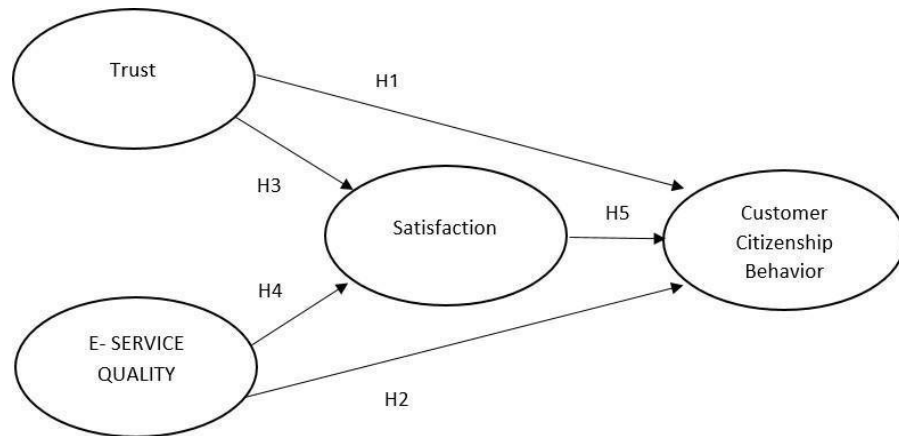 Trust
H1
H3
Satisfaction
H5
Customer
Citizenship
Behavior
H4
E- SERVICE
QUALITY
H2